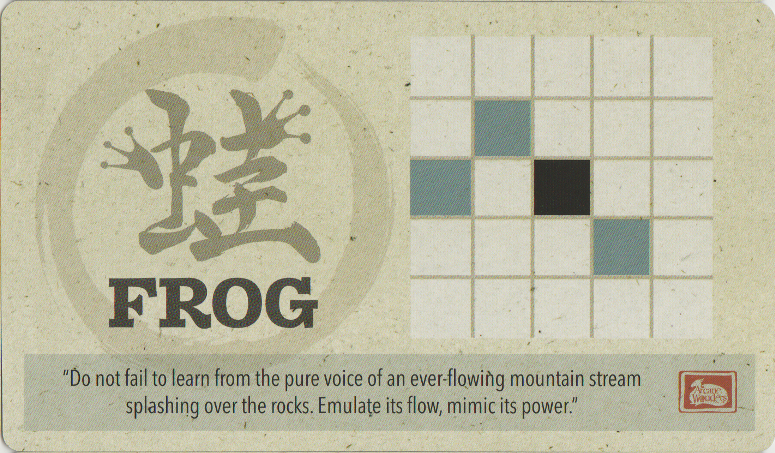 蛙
FROG
“Do not fail to learn from the pure voice of an ever-flowing mountain stream
splashing over the rocks. Emulate its flow, mimic its power.”
Arcane
Wonders